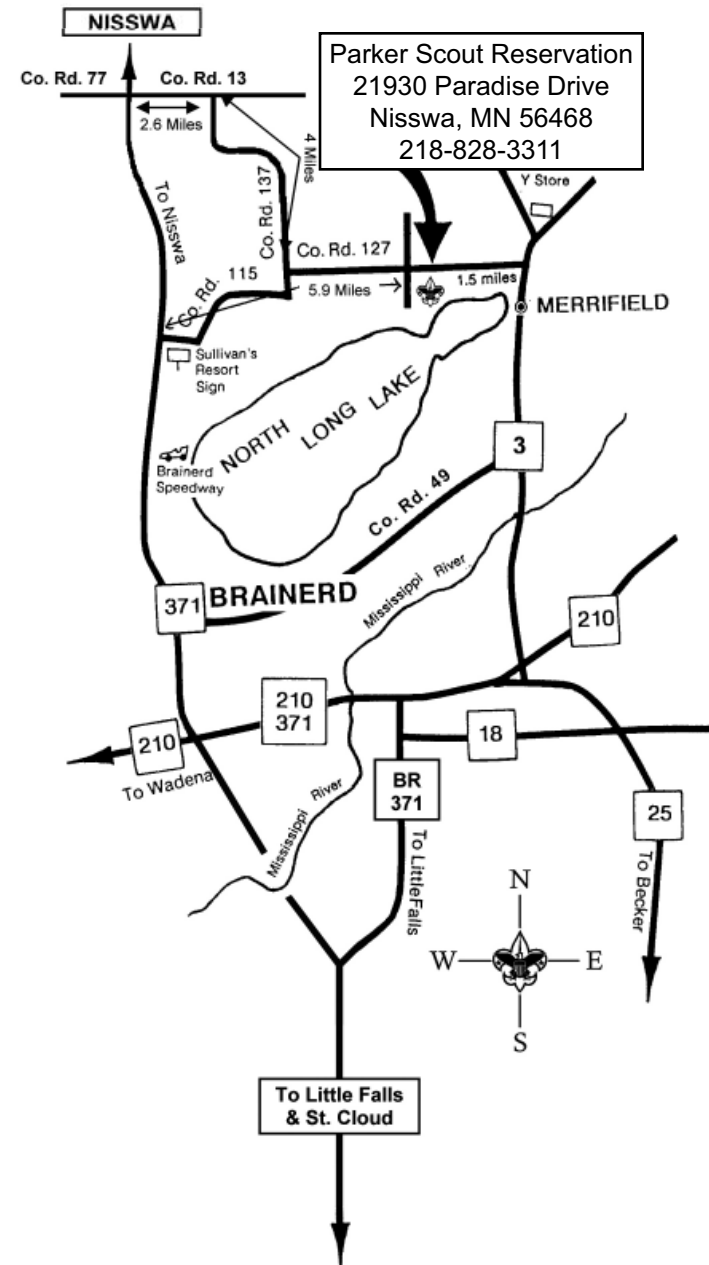 NISSWA
Co. Rd. 77
Co. Rd. 13
2.6 Miles
Parker Scout Reservation
21930 Paradise Drive
Nisswa, MN 56468
218-828-3311
4 Miles
To Nisswa
Co. Rd. 137
Y Store
Co. Rd. 127
Co. Rd. 115
5.9 Miles
1.5 miles
MERRIFIELD
Sullivan's
Resort
Sign
NORTH LONG LAKE
Brainerd
Speedway
3
Co. Rd. 49
371
BRAINERD
Mississippi River
210
210
371
210
To Wadena
18
BR
371
25
Mississippi River
To LittleFalls
To Becker
N
W
E
S
To Little Falls
& St. Cloud